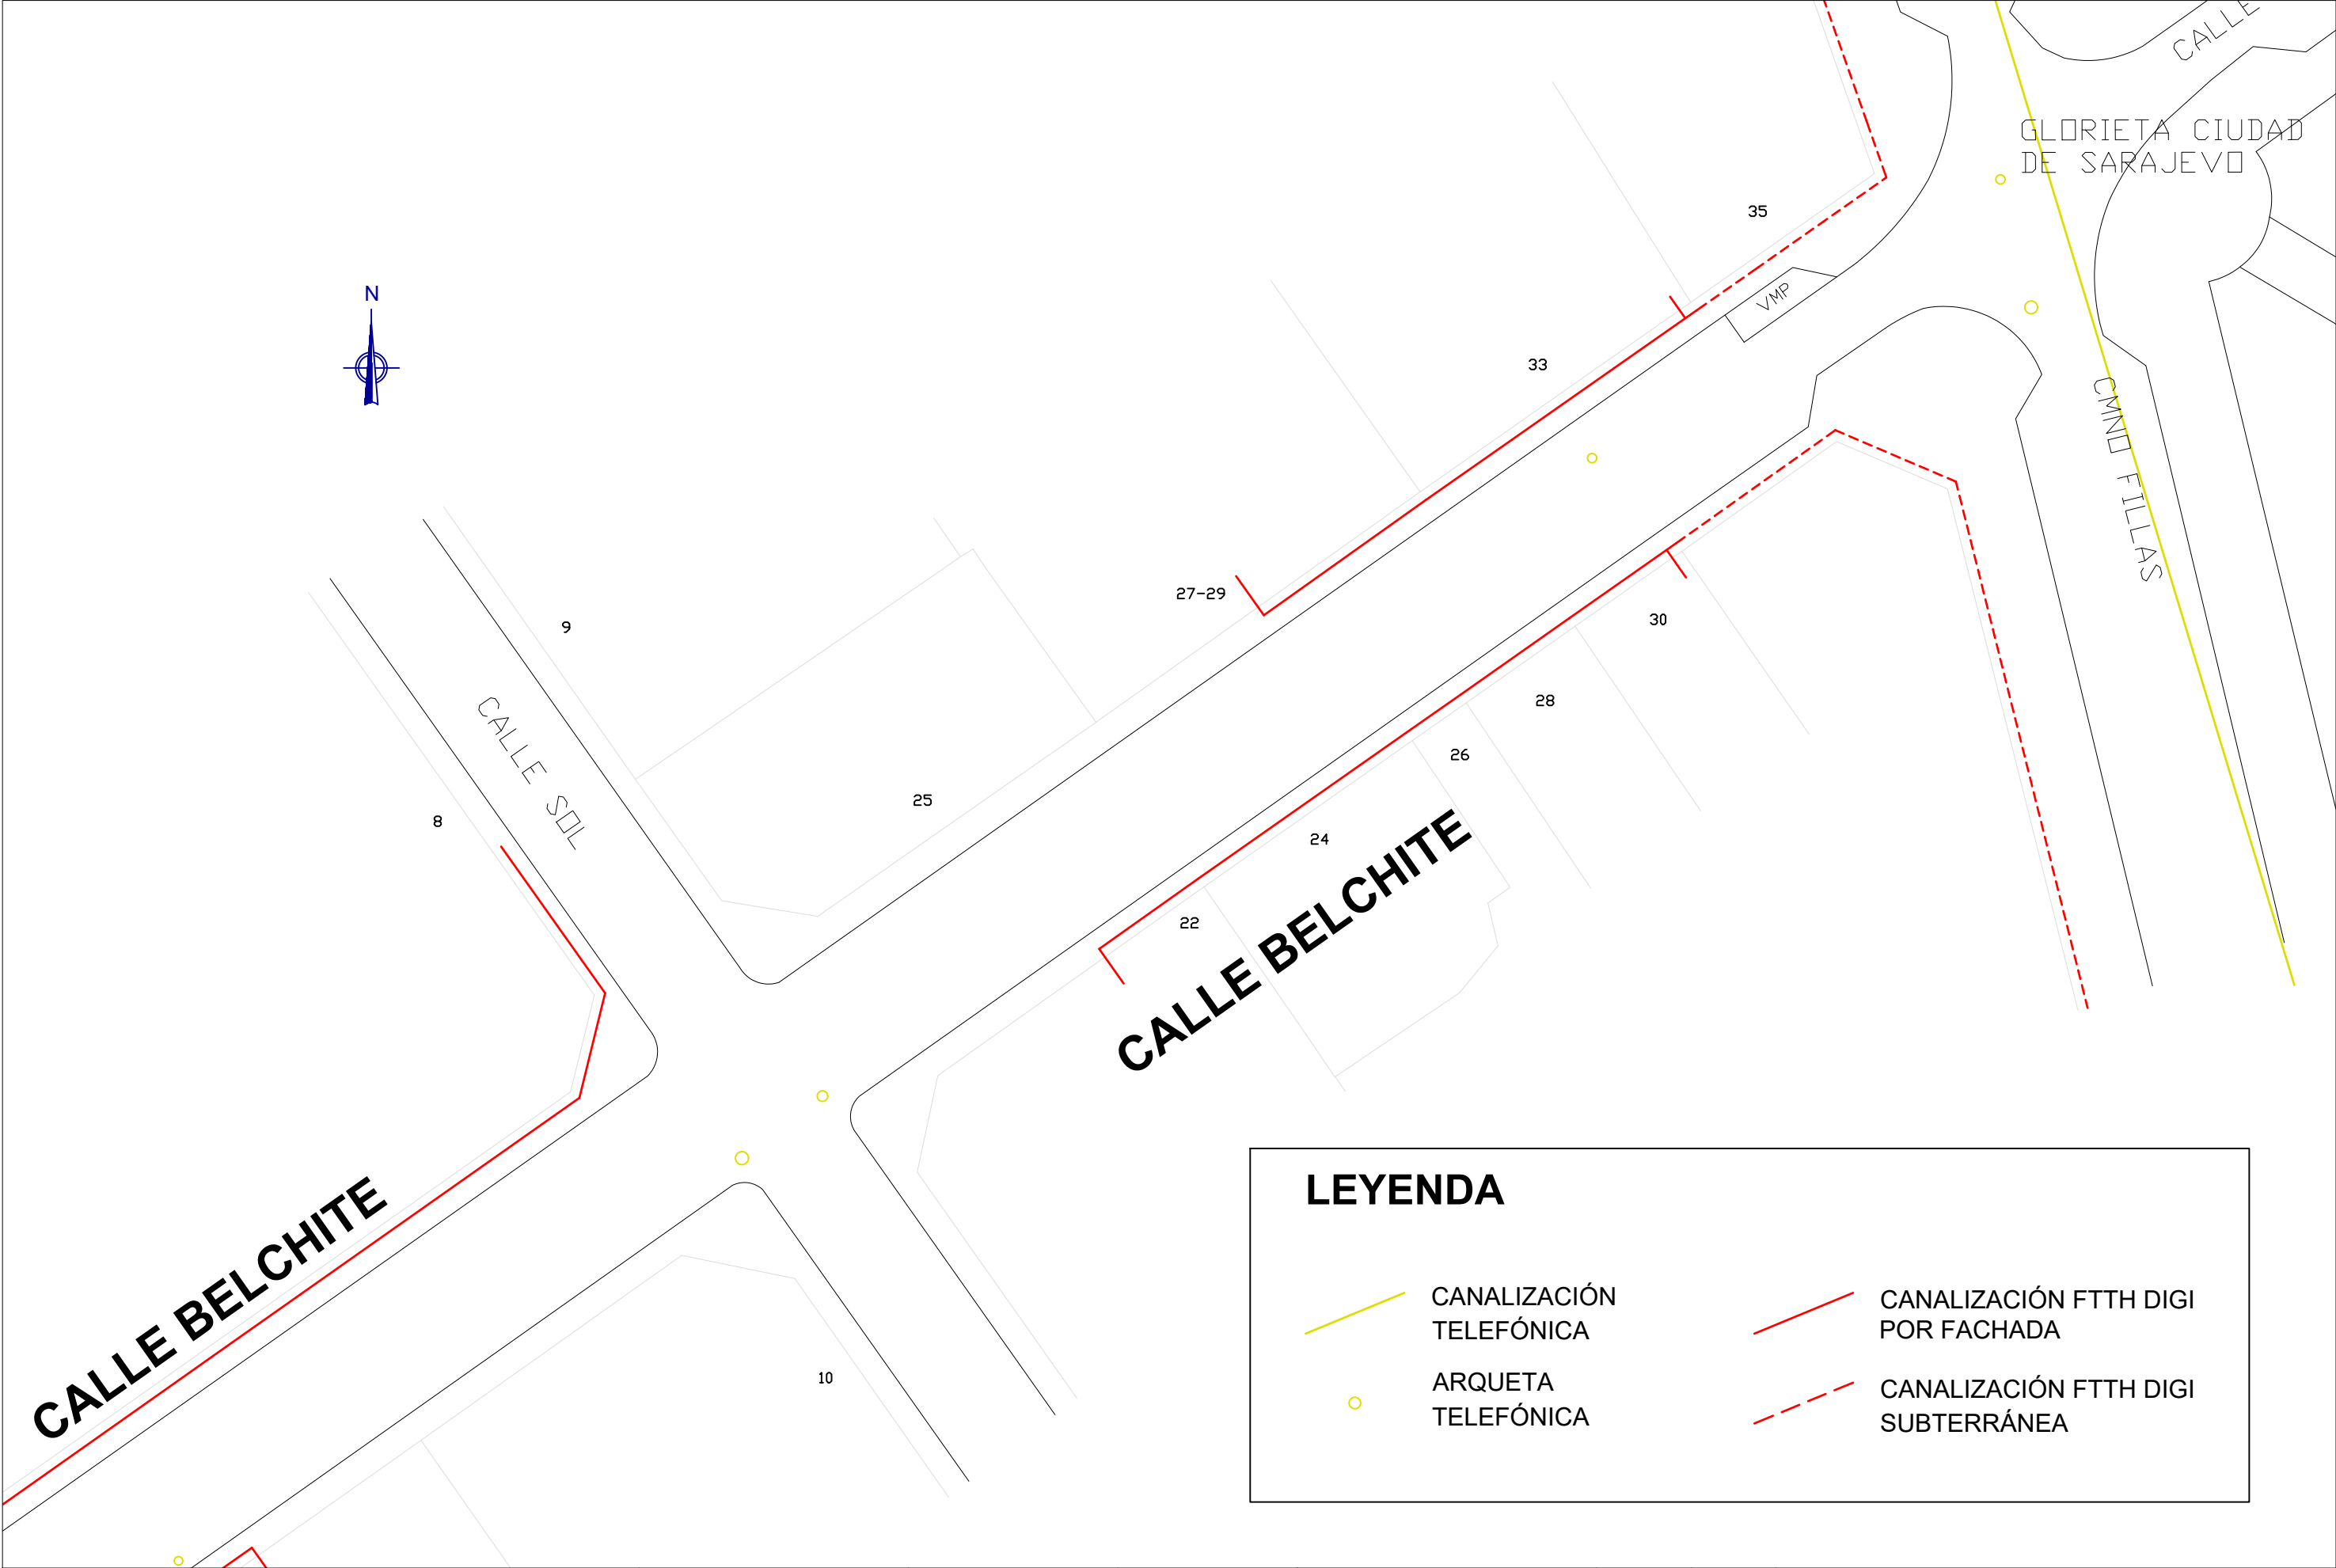 CALLE
GLORIETA CIUDAD
DE SARAJEVO
35
N
VMP
33
CMNO FILLAS
27-29
9
30
CALLE SOL
28
26
25
8
24
CALLE BELCHITE
22
CALLE BELCHITE
10
LEYENDA
CANALIZACIÓN
TELEFÓNICA
ARQUETA
TELEFÓNICA
CANALIZACIÓN FTTH DIGI
POR FACHADA
CANALIZACIÓN FTTH DIGI
SUBTERRÁNEA